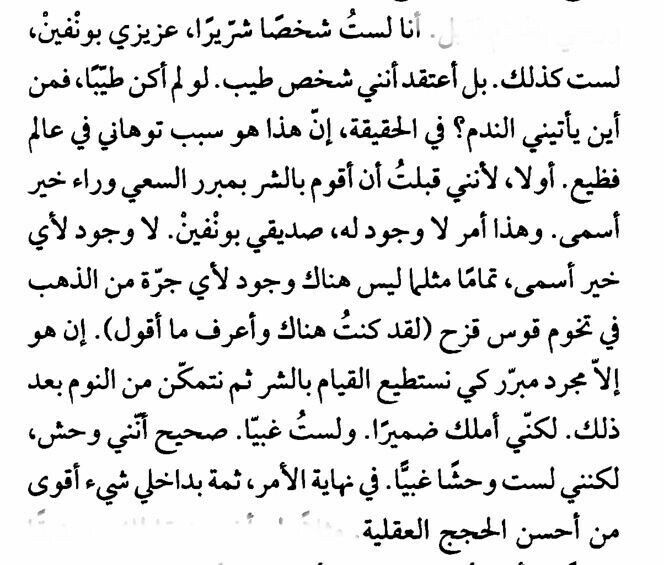 أنا لستُ شخصًا شرّيرًا، عزيزي بونْفينْ،
لست كذلك. بل أعتقد أنني شخص طيب. لو لم أكن طيّبًا، فمن
أين يأتيني الندم؟ في الحقيقة، إنّ هذا هو سبب توهاني في عالم
فظيع. أولا، لأنني قبلتُ أن أقوم بالشر بمبرر السعي وراء خير
أسمى. وهذا أمر لا وجود له، صديقي بونْفينْ. لا وجود لأي
خير أسمى، تمامًا مثلما ليس هناك وجود لأي جرّة من الذهب
في تخوم قوس قزح (لقد كنتُ هناك وأعرف ما أقول). إن هو
إلاّ مجرد مبرّر كي نستطيع القيام بالشر ثم نتمكّن من النوم بعد
ذلك. لكنّي أملك ضميرًا. ولستُ غبيّا. صحيح أنّني وحش،
لكنني لست وحشًا غبيًّا. في نهاية الأمر، ثمة بداخلي شيء أقوى
من أحسن الحجج العقلية.